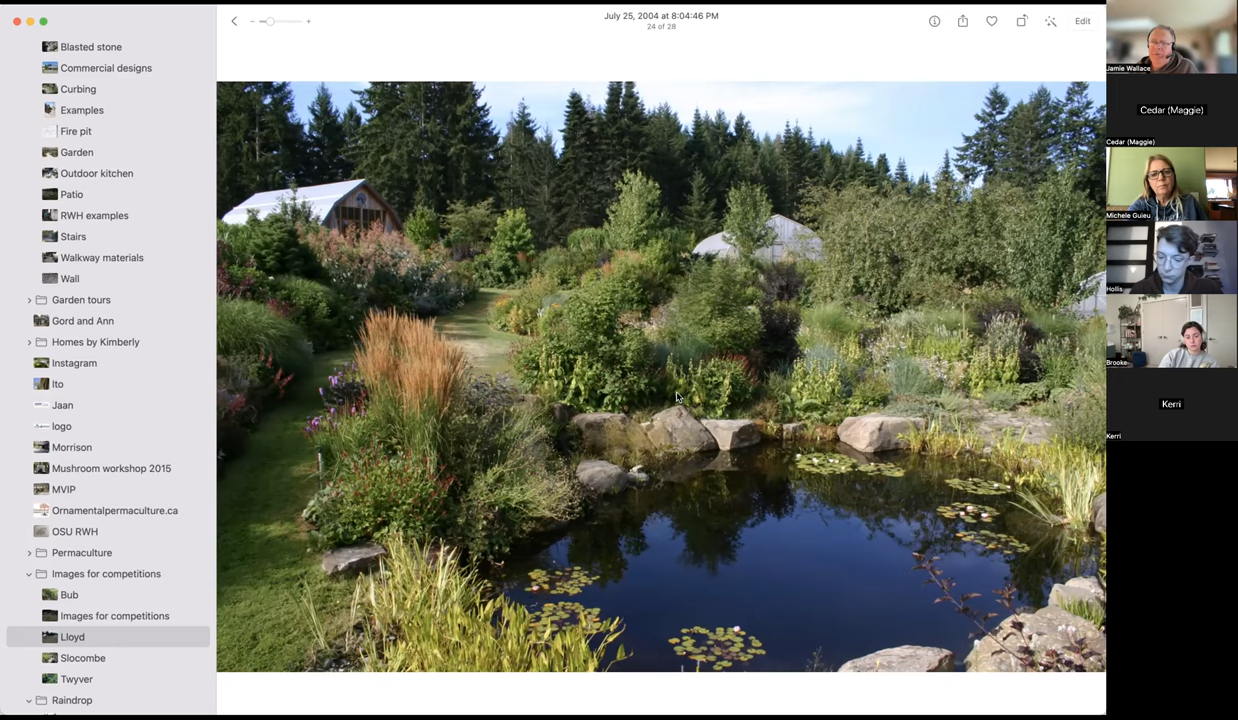 July 25, 2004 at 8:04:46 PM
24 of 28
Edit
Blasted stone
Commercial designs
Curbing
Examples
Fire pit
Garden
Outdoor kitchen
Patio
RWH examples
Stairs
Walkway materials
Wall
Garden tours
Gord and Ann
Homes by Kimberly
Instagram
Ito
Jaan
logo
Morrison
Mushroom workshop 2015
MVIP
Ornamentalpermaculture.ca
OSU RWH
Permaculture
Images for competitions
Bub
Images for competitions
Lloyd
Slocombe
Twyver
Raindrop
Jamie Wallace
Cedar (Maggie)
Cedar (Maggie)
Michele Guieu
Hollis
Brooke
Kerri
Kerri